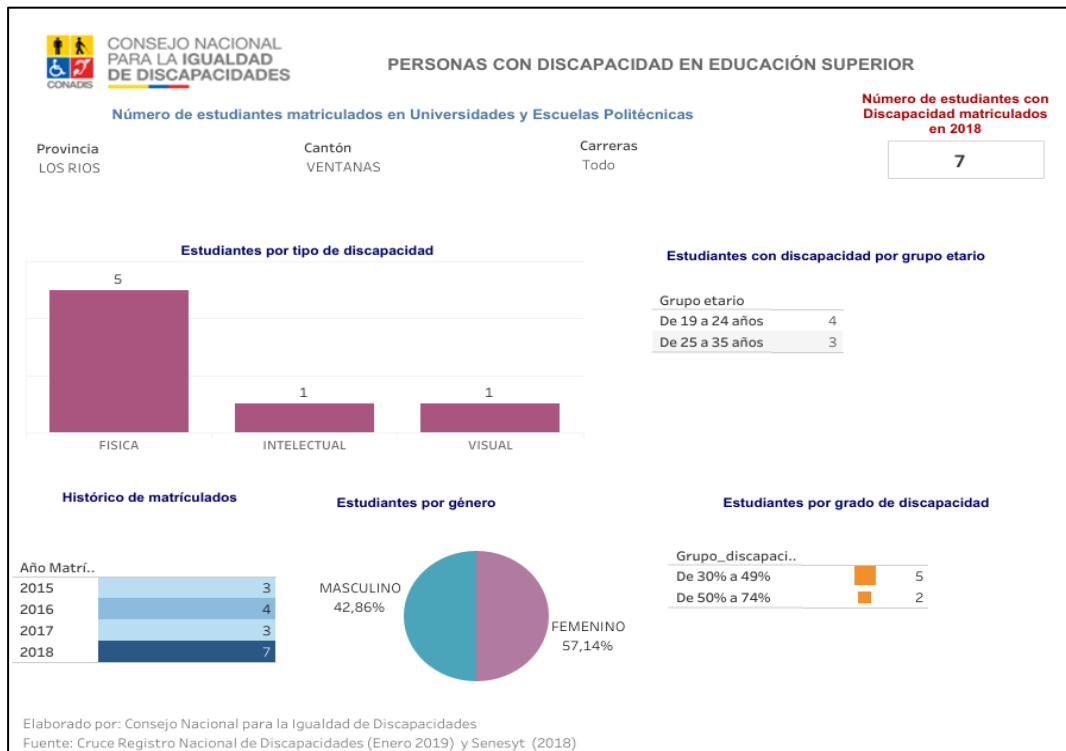 CONSEJO NACIONAL
PARA LA IGUALDAD
DE DISCAPACIDADES
CONADIS
PERSONAS CON DISCAPACIDAD EN EDUCACIÓN SUPERIOR
Número de estudiantes matriculados en Universidades y Escuelas Politécnicas
Número de estudiantes con
Discapacidad matriculados
en 2018
7
Provincia
LOS RIOS
Cantón
VENTANAS
Carreras
Todo
Estudiantes por tipo de discapacidad
5
1
1
FISICA
INTELECTUAL
VISUAL
Estudiantes con discapacidad por grupo etario
Grupo etario
De 19 a 24 años 4
De 25 a 35 años 3
Histórico de matrículados
Año Matrí..
2015 3
2016 4
2017 3
2018 7
Estudiantes por género
MASCULINO
42,86%
FEMENINO
57,14%
Estudiantes por grado de discapacidad
Grupo_discapaci..
De 30% a 49% 5
De 50% a 74% 2
Elaborado por: Consejo Nacional para la Igualdad de Discapacidades
Fuente: Cruce Registro Nacional de Discapacidades (Enero 2019) y Senesyt (2018)